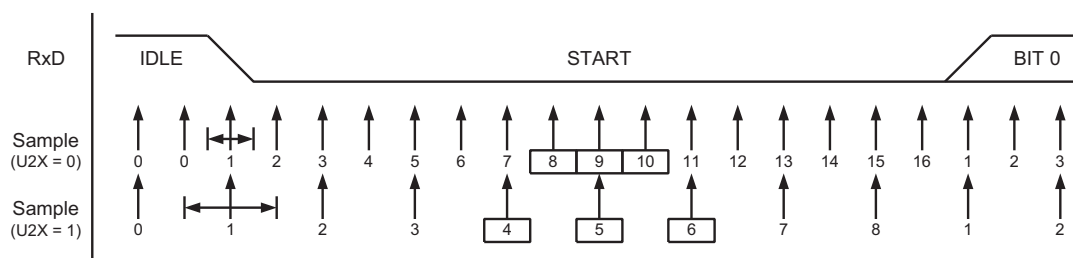 RxD IDLE START BIT 0
Sample
(U2X = 0)
0 0 1 2 3 4 5 6 7 8 9 10 11 12 13 14 15 16 1 2 3
Sample
(U2X = 1)
0 1 2 3 4 5 6 7 8 1 2